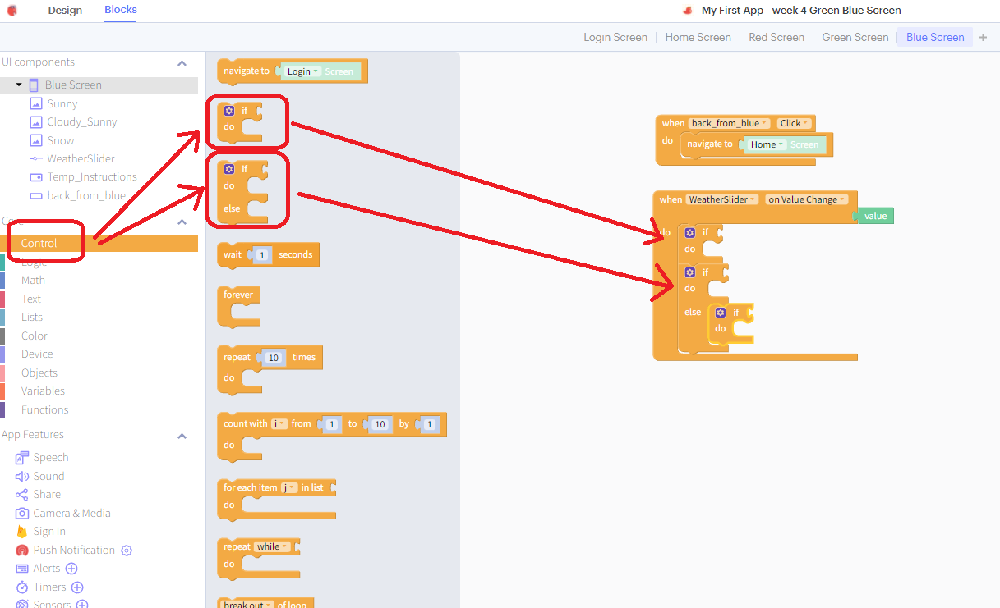 Design
Blocks
My First App - week 4 Green Blue Screen
Login Screen
Home Screen
Red Screen
Green Screen
Blue Screen
+
UI components
Blue Screen
Sunny
Cloudy_Sunny
Snow
WeatherSlider
Temp_Instructions
back_from_blue
Control
Logic
Math
Text
Lists
Color
Device
Objects
Variables
Functions
App Features
Speech
Sound
Share
Camera & Media
Sign In
Push Notification
Alerts
Timers
Sensors
navigate to Login Screen
if
do
if
do
else
wait 1 seconds
forever
repeat 10 times
do
count with i from 1 to 10 by 1
do
for each item j in list
do
repeat while
do
break out of loop
when back_from_blue Click
do navigate to Home Screen
when WeatherSlider on Value Change
value
do if
do
if
do
else if
do